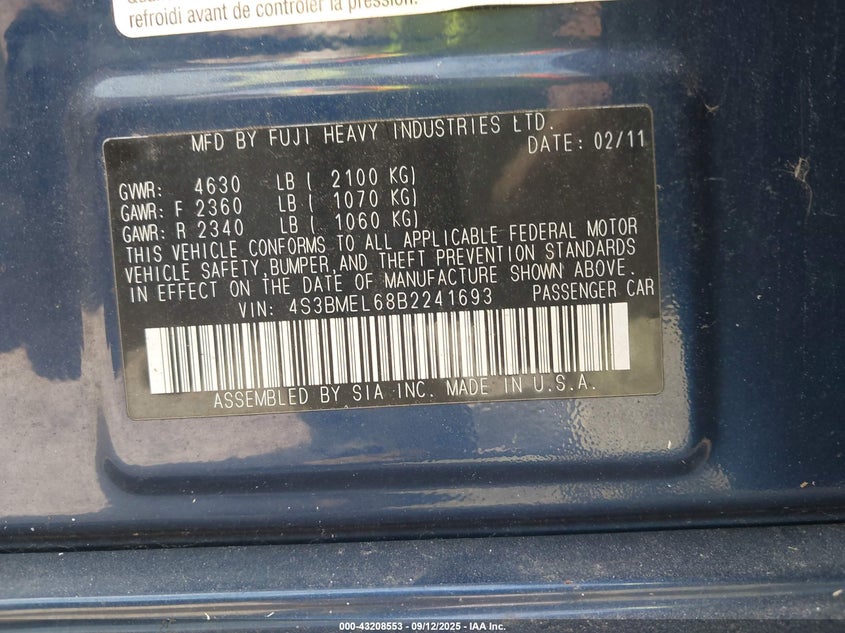 refroidi avant de contrôler la pression.
MFD BY FUJI HEAVY INDUSTRIES LTD.
DATE: 02/11
GVWR: 4630 LB ( 2100 KG)
GAWR: F 2360 LB ( 1070 KG)
GAWR: R 2340 LB ( 1060 KG)
THIS VEHICLE CONFORMS TO ALL APPLICABLE FEDERAL MOTOR
VEHICLE SAFETY,BUMPER,AND THEFT PREVENTION STANDARDS
IN EFFECT ON THE DATE OF MANUFACTURE SHOWN ABOVE.
VIN: 4S3BMEL68B2241693 PASSENGER CAR
ASSEMBLED BY SIA INC. MADE IN U.S.A.
000-43208553 - 09/12/2025 - IAA Inc.